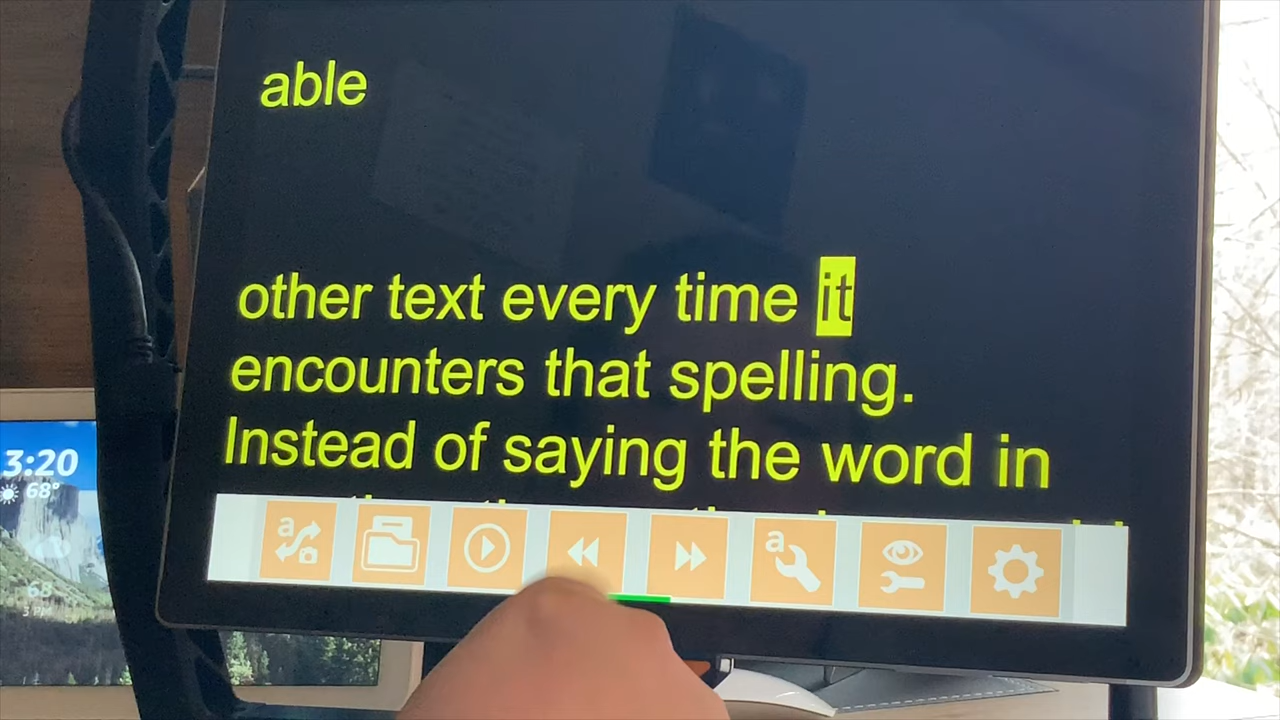 able
other text every time it
encounters that spelling.
Instead of saying the word in
a
a
3:20
68°